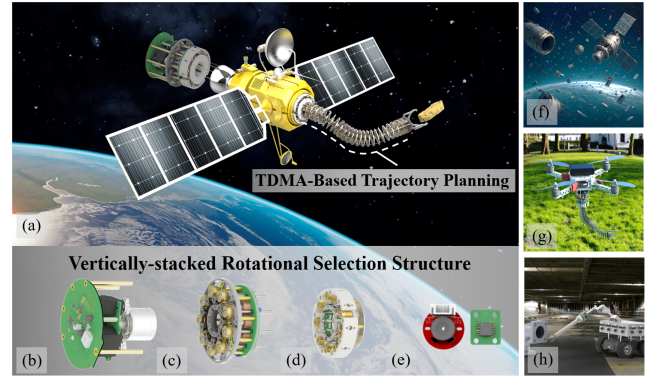 TDMA-Based Trajectory Planning
(a)
Vertically-stacked Rotational Selection Structure
(b)
(c)
(d)
(e)
(f)
(g)
(h)